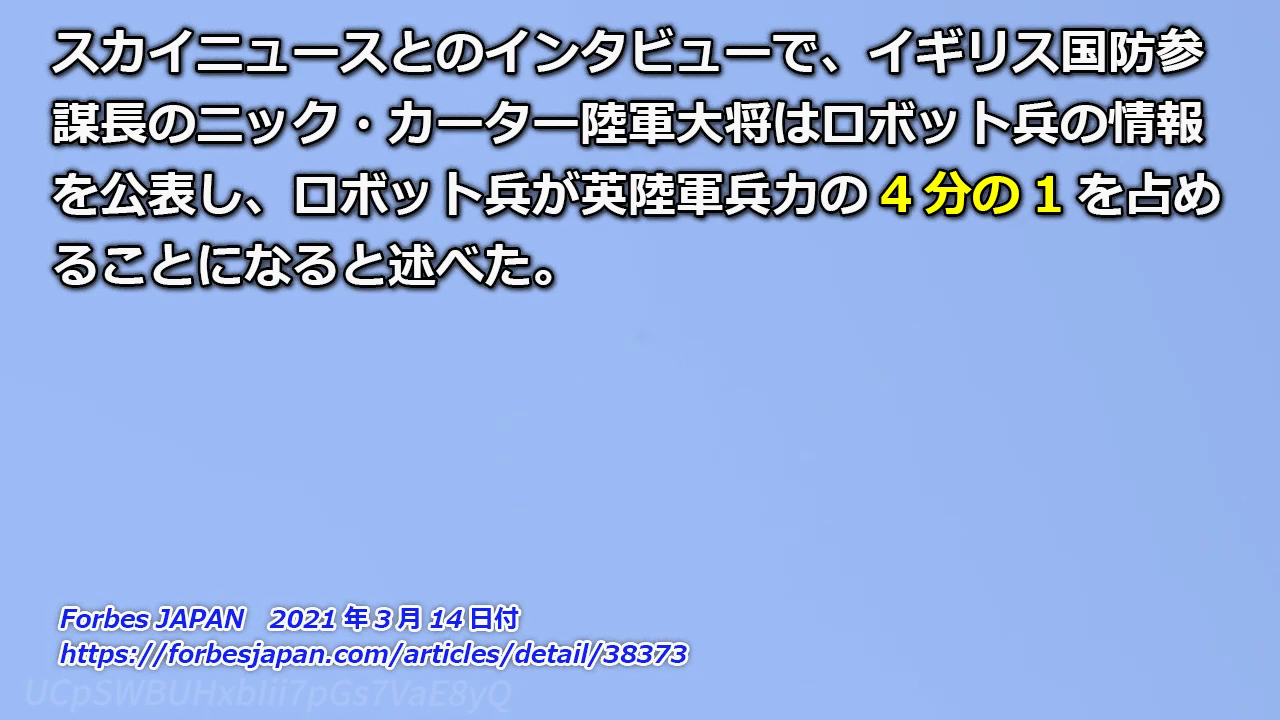 スカイニュースとのインタビューで、イギリス国防参
謀長のニック・カーター陸軍大将はロボット兵の情報
を公表し、ロボット兵が英陸軍兵力の4分の1を占め
ることになると述べた。
Forbes JAPAN 2021年3月14日付
https://forbesjapan.com/articles/detail/38373
UCpSWBUHxbIii7pGs7VaE8yQ